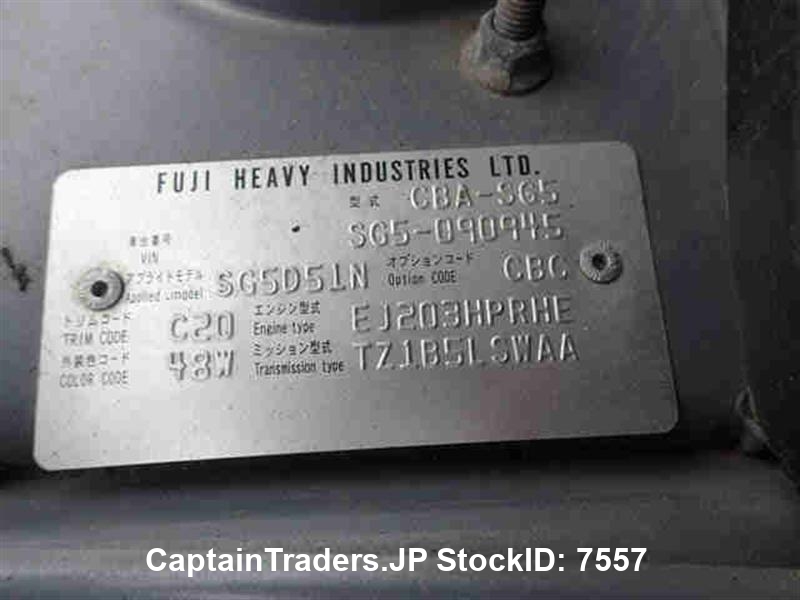 FUJI HEAVY INDUSTRIES LTD.
型式 CBA-SG5
車台番号 VIN SG5-090945
アプライドモデル Applied model SG5D51N オプションコード Option CODE CBC
トリムコード TRIM CODE C20 エンジン型式 Engine type EJ203HPRHE
外装色コード COLOR CODE 48W ミッション型式 Transmission type TZ1B5LSWAA
CaptainTraders.JP StockID: 7557